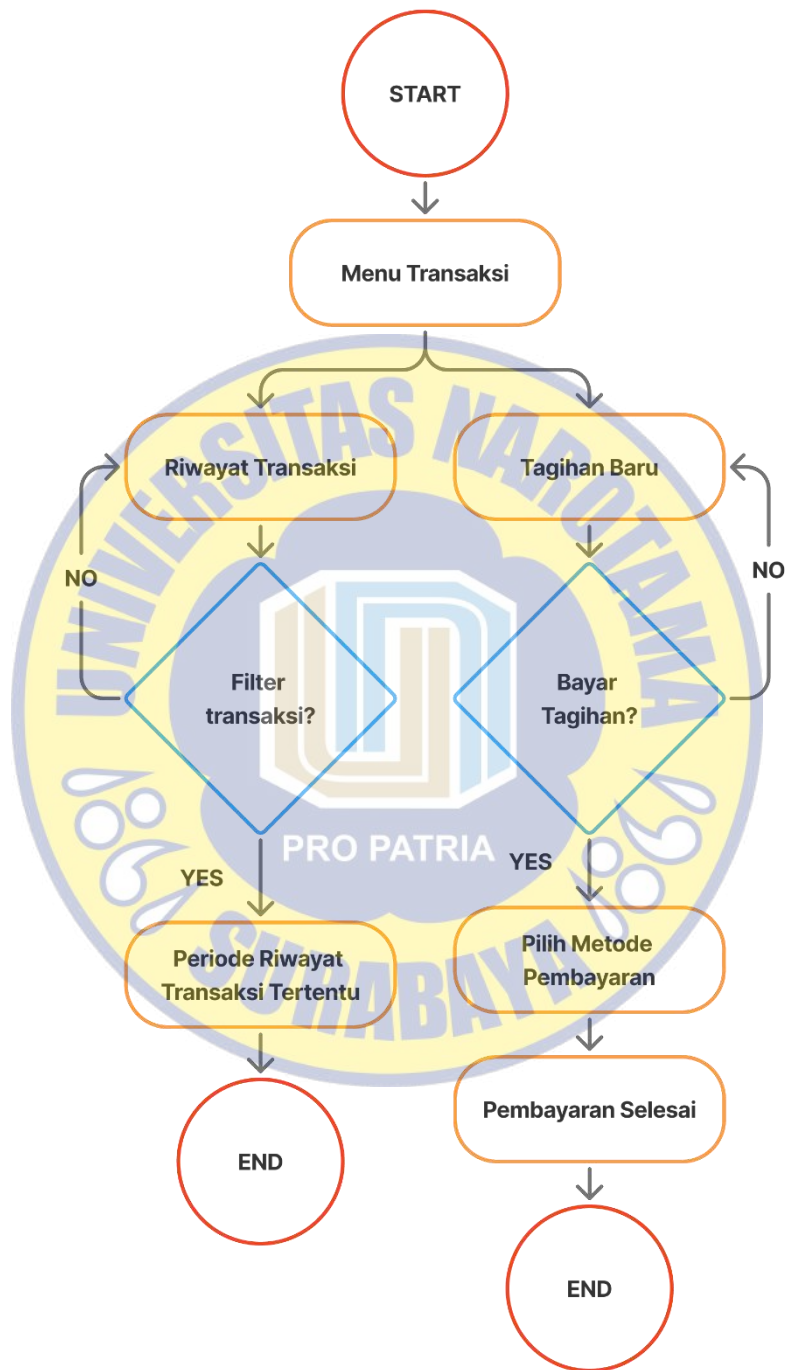 START
Menu Transaksi
UNIVERSITAS NAROTAMA
Riwayat Transaksi
Tagihan Baru
NO
NO
Filter
transaksi?
Bayar
Tagihan?
PRO PATRIA
YES
YES
Periode Riwayat
Transaksi Tertentu
Pilih Metode
Pembayaran
SURABAYA
Pembayaran Selesai
END
END